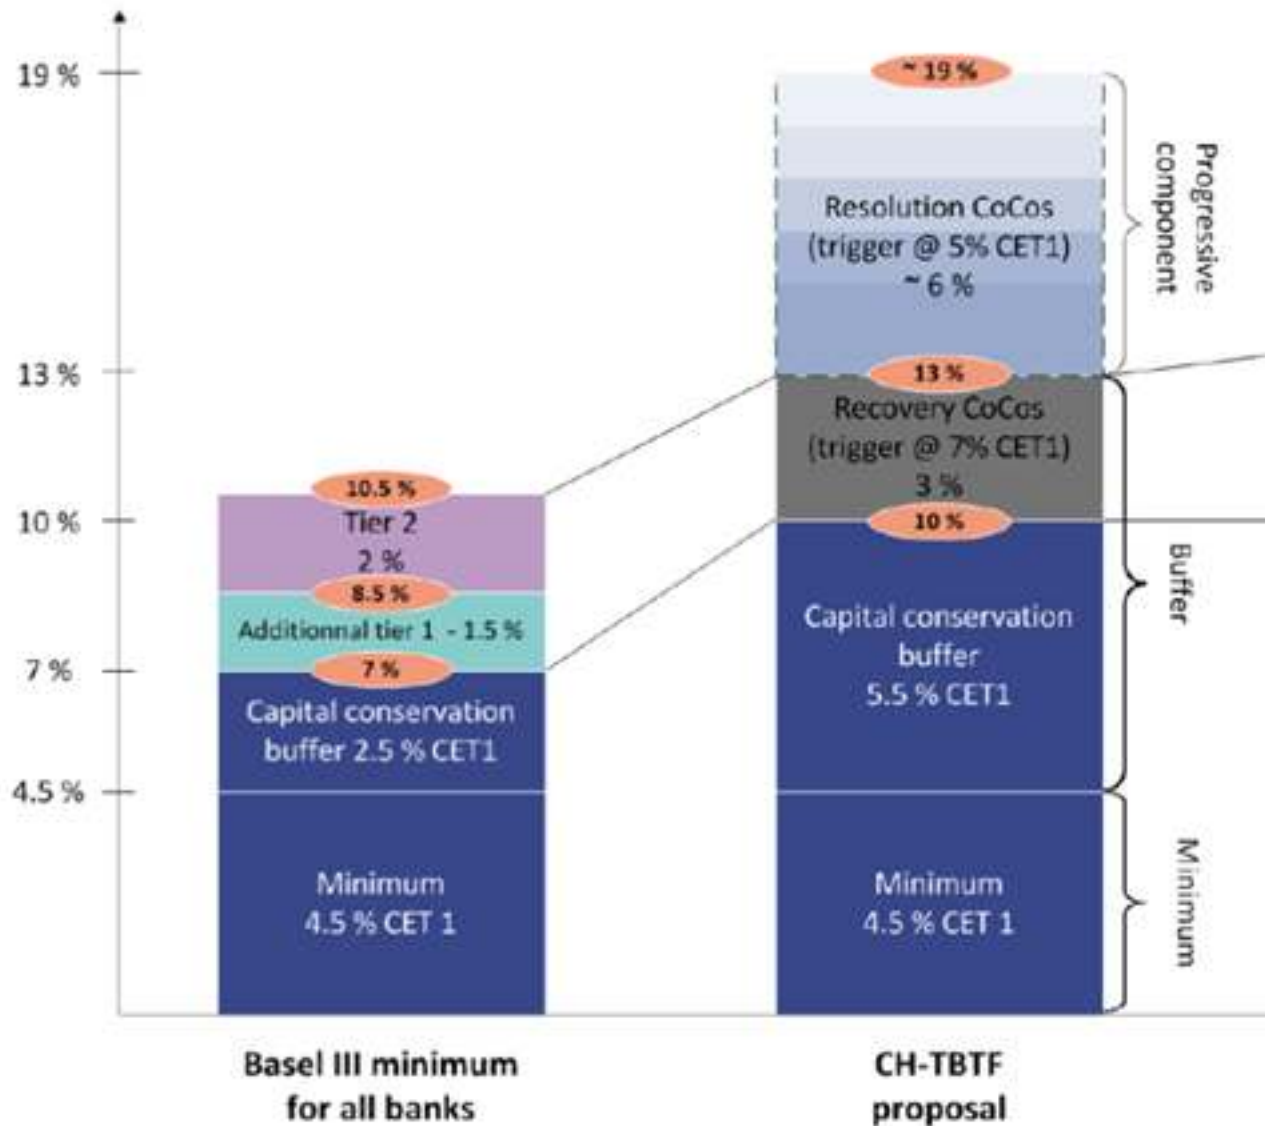 19 %
13 %
10 %
7 %
4.5 %
10.5 %
Tier 2
2 %
8.5 %
Additionnal tier 1 - 1.5 %
7 %
Capital conservation
buffer 2.5 % CET1
Minimum
4.5 % CET 1
Basel III minimum
for all banks
~ 19 %
Resolution CoCos
(trigger @ 5% CET1)
~ 6 %
13 %
Recovery CoCos
(trigger @ 7% CET1)
3 %
10 %
Capital conservation
buffer
5.5 % CET1
Minimum
4.5 % CET 1
CH-TBTF
proposal
Progressive
component
Buffer
Minimum